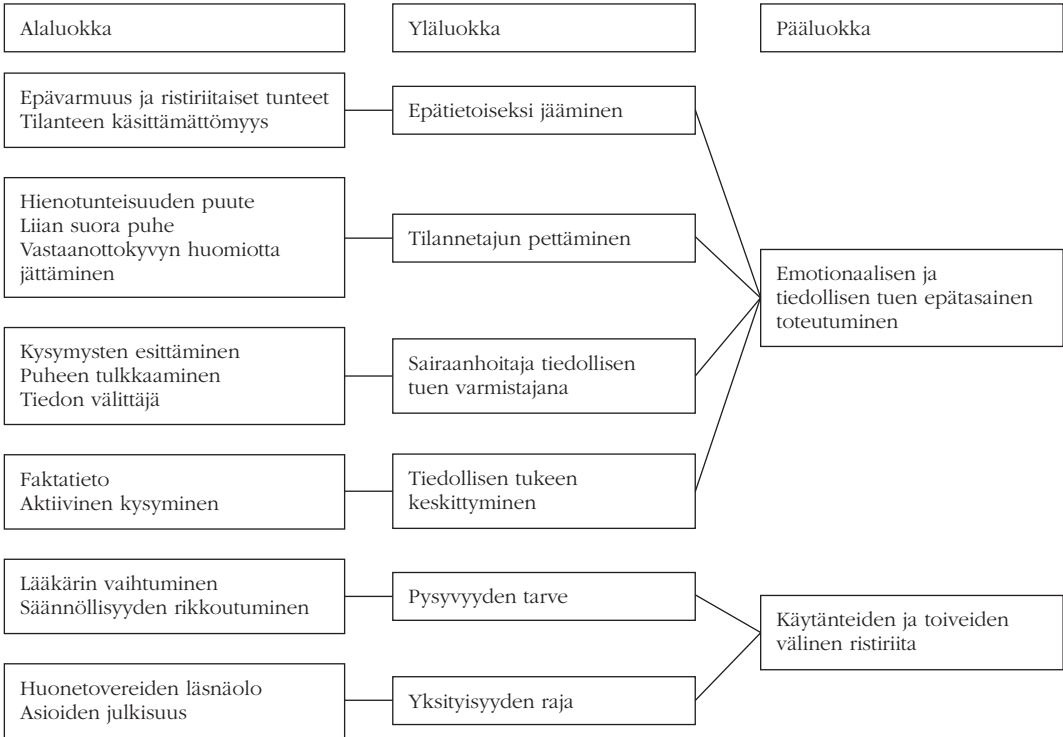 Alaluokka
Yläluokka
Pääluokka
Epävarmuus ja ristiriitaiset tunteet
Tilanteen käsittämättömyys
Epätietoiseksi jääminen
Hienotunteisuuden puute
Liian suora puhe
Vastaanottokyvyn huomiotta
jättäminen
Tilannetajun pettäminen
Emotionaalisen ja
tiedollisen tuen epätasainen
toteutuminen
Kysymysten esittäminen
Puheen tulkkaaminen
Tiedon välittäjä
Sairaanhoitaja tiedollisen
tuen varmistajana
Faktatieto
Aktiivinen kysyminen
Tiedollisen tukeen
keskittyminen
Lääkärin vaihtuminen
Säännöllisyyden rikkoutuminen
Pysyvyyden tarve
Käytänteiden ja toiveiden
välinen ristiriita
Huonetovereiden läsnäolo
Asioiden julkisuus
Yksityisyyden raja